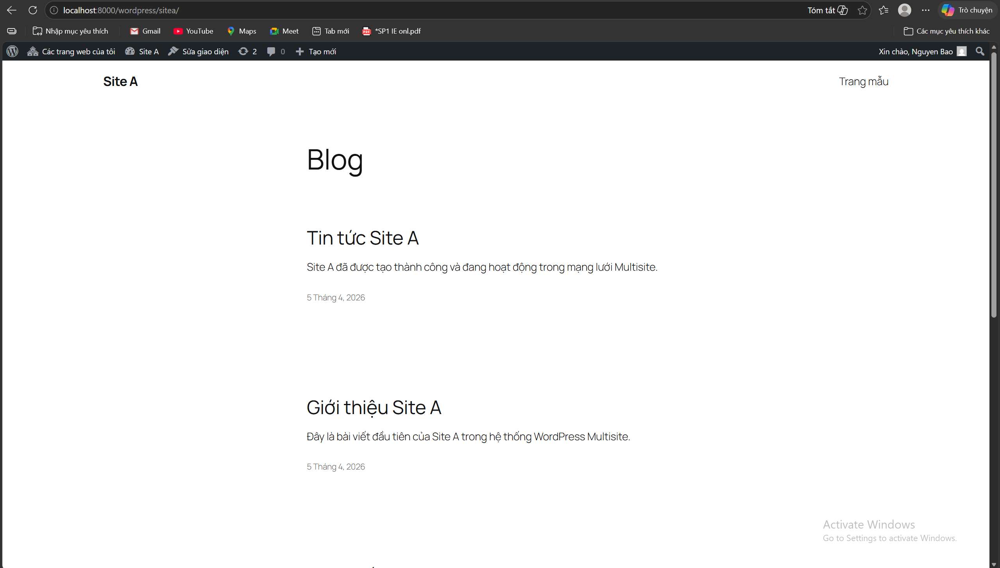 localhost:8000/wordpress/sitea/
Tóm tắt
Trò chuyện
Nhập mục yêu thích
Gmail
YouTube
Maps
Meet
Tab mới
PDF
*SP1 IE onl.pdf
Các mục yêu thích khác
Các trang web của tôi
Site A
Sửa giao diện
2
0
Tạo mới
Xin chào, Nguyen Bao
Site A
Trang mẫu
Blog
Tin tức Site A
Site A đã được tạo thành công và đang hoạt động trong mạng lưới Multisite.
5 Tháng 4, 2026
Giới thiệu Site A
Đây là bài viết đầu tiên của Site A trong hệ thống WordPress Multisite.
5 Tháng 4, 2026
Activate Windows
Go to Settings to activate Windows.